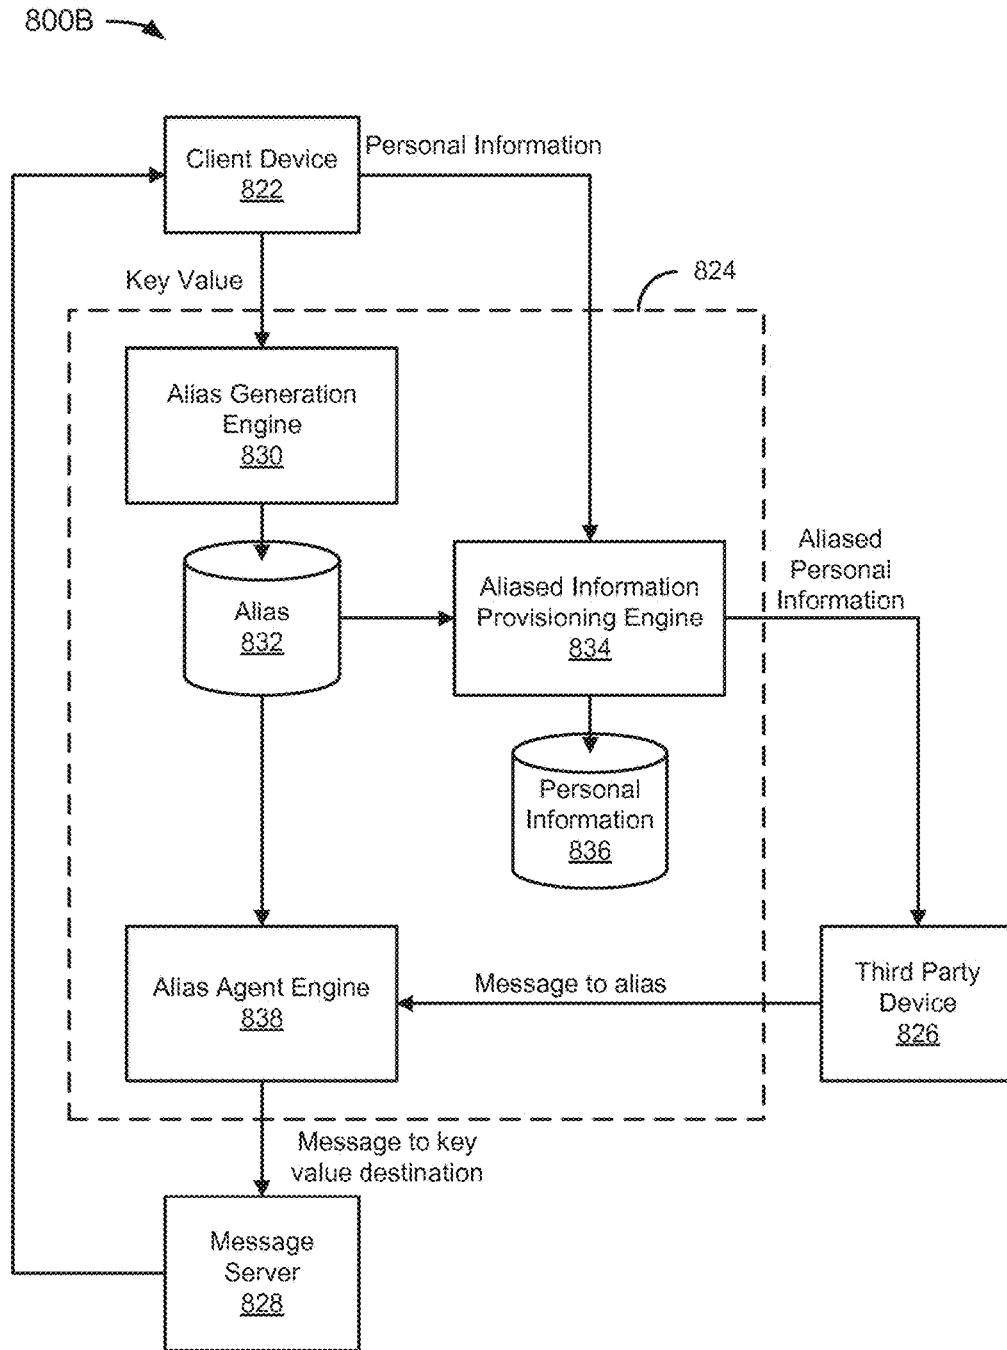 800B
Client Device
822
Personal Information
Key Value
824
Alias Generation
Engine
830
Alias
832
Aliased Information
Provisioning Engine
834
Aliased
Personal
Information
Personal
Information
836
Alias Agent Engine
838
Message to alias
Third Party
Device
826
Message to key
value destination
Message
Server
828